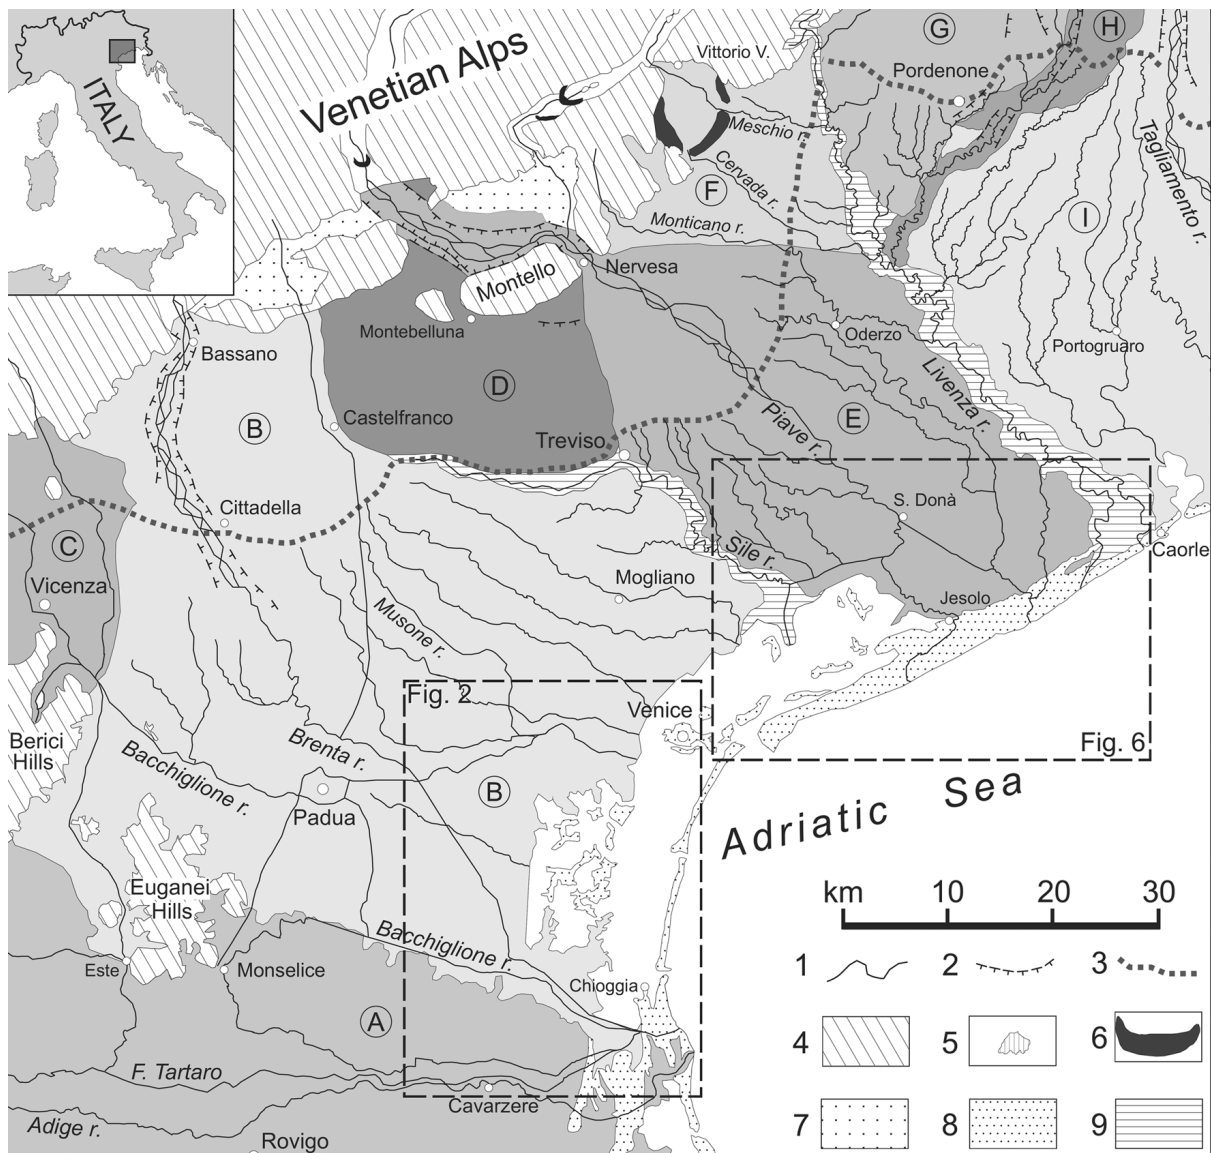 ITALY
Venetian Alps
Vittorio V.
G
H
Pordenone
Meschio r.
Cervada r.
F
Monticano r.
Tagliamento r.
I
Montello
Nervesa
Montebelluna
Oderzo
Portogruaro
Bassano
Livenza r.
D
B
Castelfranco
Piave r.
E
Treviso
Cittadella
S. Donà
C
Sile r.
Caorle
Vicenza
Mogliano
Jesolo
Musone r.
Fig. 2
Venice
Berici
Hills
Brenta r.
Fig. 6
Bacchiglione r.
B
Padua
Adriatic Sea
Euganei
Hills
km 10 20 30
Bacchiglione r.
Este
Monselice
1 2 3
Chioggia
A
4 5 6
F. Tartaro
Cavarzere
Adige r.
7 8 9
Rovigo